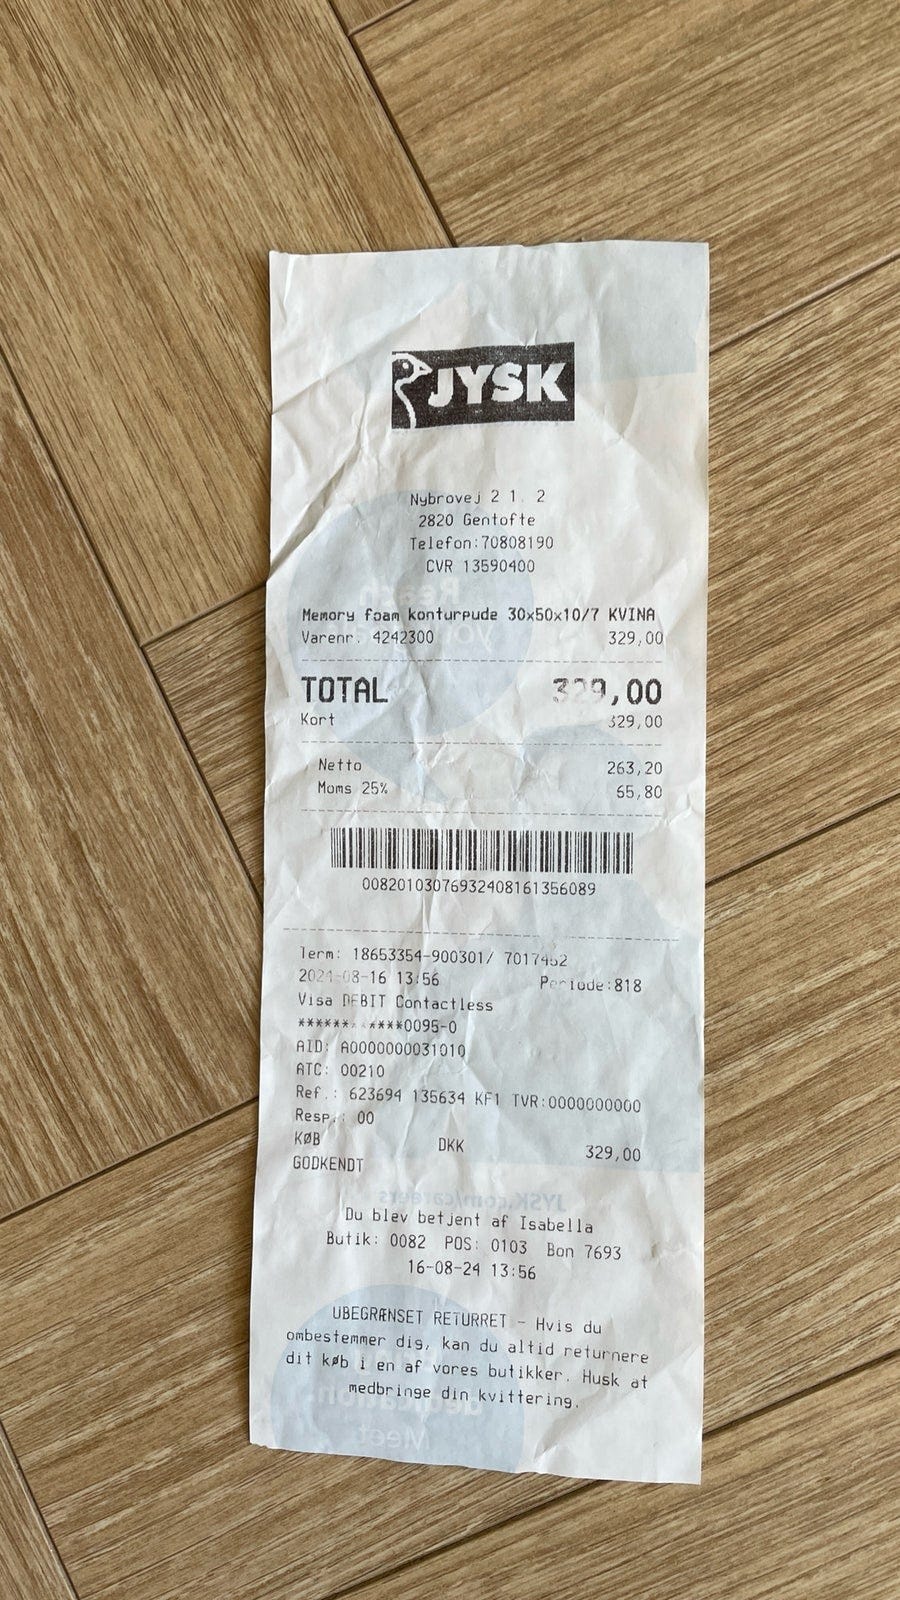 JYSK
Nybrovej 2 1. 2
2820 Gentofte
Telefon:70808190
CVR 13590400
Memory foam konturpude 30x50x10/7 KVINA
Varenr. 4242300 329,00
TOTAL 329,00
Kort 329,00
Netto 263,20
Moms 25% 65,80
00820103076932408161356089
Term: 18653354-900301/ 7017452
2024-08-16 13:56 Periode:818
Visa DEBIT Contactless
************0095-0
AID: A0000000031010
ATC: 00210
Ref.: 623694 135634 KF1 TVR:0000000000
Resp.: 00
KØB DKK 329,00
GODKENDT
JYSK.com/careers
Du blev betjent af Isabella
Butik: 0082 POS: 0103 Bon 7693
16-08-24 13:56
UBEGRÆNSET RETURRET - Hvis du
ombestemmer dig, kan du altid returnere
dit køb i en af vores butikker. Husk at
medbringe din kvittering.
Meet